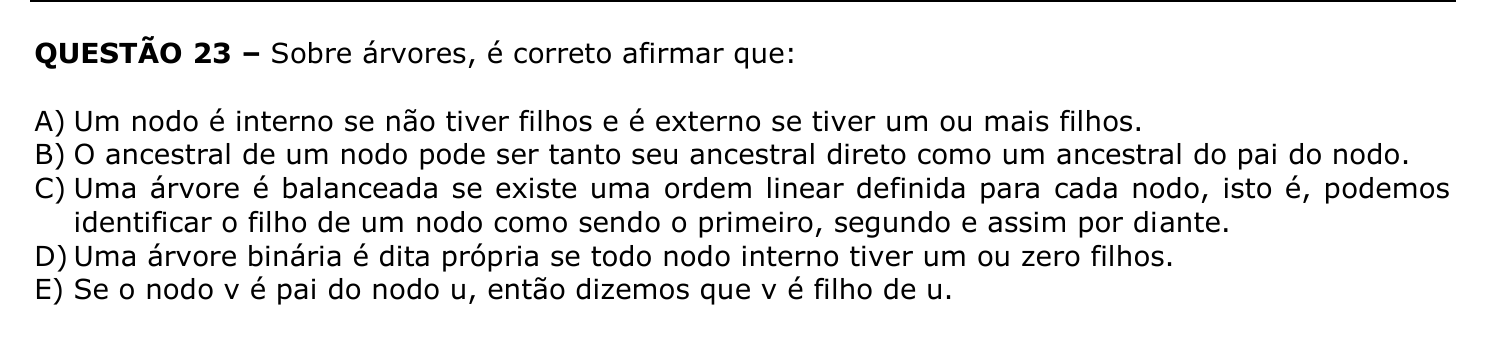 QUESTÃO 23 – Sobre árvores, é correto afirmar que:
A) Um nodo é interno se não tiver filhos e é externo se tiver um ou mais filhos.
B) O ancestral de um nodo pode ser tanto seu ancestral direto como um ancestral do pai do nodo.
C) Uma árvore é balanceada se existe uma ordem linear definida para cada nodo, isto é, podemos
identificar o filho de um nodo como sendo o primeiro, segundo e assim por diante.
D) Uma árvore binária é dita própria se todo nodo interno tiver um ou zero filhos.
E) Se o nodo v é pai do nodo u, então dizemos que v é filho de u.